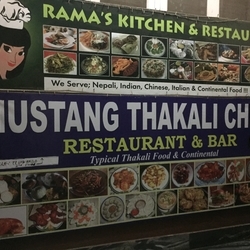 RAMA'S KITCHEN & RESTAU
We Serve; Nepali, Indian, Chinese, Italian & Continental Food !!!
MUSTANG THAKALI CH
RESTAURANT & BAR
Typical Thakali Food & Continental